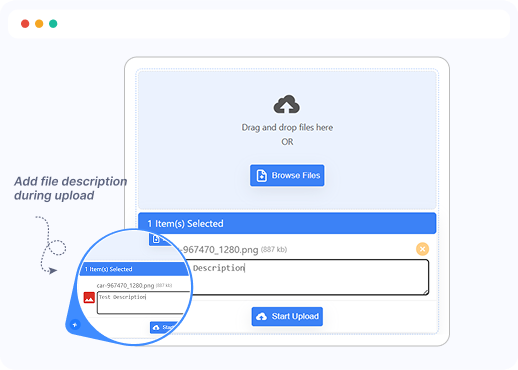 Drag and drop files here
OR
Browse Files
Add file description
during upload
1 Item(s) Selected
-967470_1280.png (887 kb)
Description
Start Upload
1 Item(s) Selected
car-967470_1280.png (887 kb)
Test Description
Start